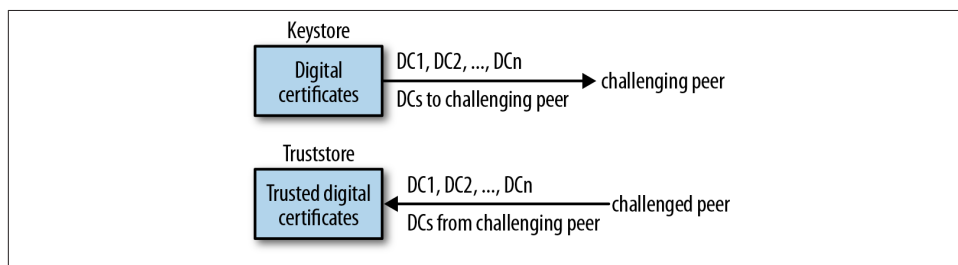 Keystore
Digital
certificates
DC1, DC2, ..., DCn
DCs to challenging peer
challenging peer
Truststore
Trusted digital
certificates
DC1, DC2, ..., DCn
DCs from challenging peer
challenged peer